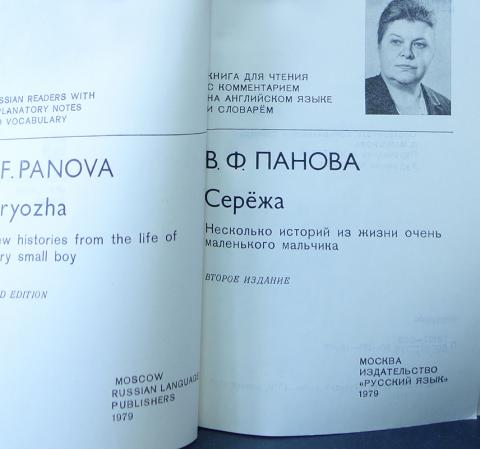 SSIAN READERS WITH
PLANATORY NOTES
D VOCABULARY
F. PANOVA
ryozha
ew histories from the life of
ry small boy
D EDITION
MOSCOW
RUSSIAN LANGUAGE
PUBLISHERS
1979
КНИГА ДЛЯ ЧТЕНИЯ
С КОММЕНТАРИЕМ
НА АНГЛИЙСКОМ ЯЗЫКЕ
И СЛОВАРЁМ
В. Ф. ПАНОВА
Серёжа
Несколько историй из жизни очень
маленького мальчика
ВТОРОЕ ИЗДАНИЕ
МОСКВА
ИЗДАТЕЛЬСТВО
«РУССКИЙ ЯЗЫК»
1979